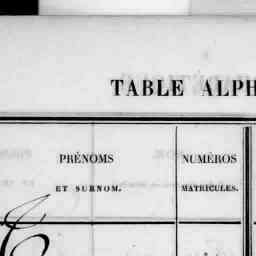 TABLE ALPH
PRÉNOMS
ET SURNOM.
NUMÉROS
MATRICULES.